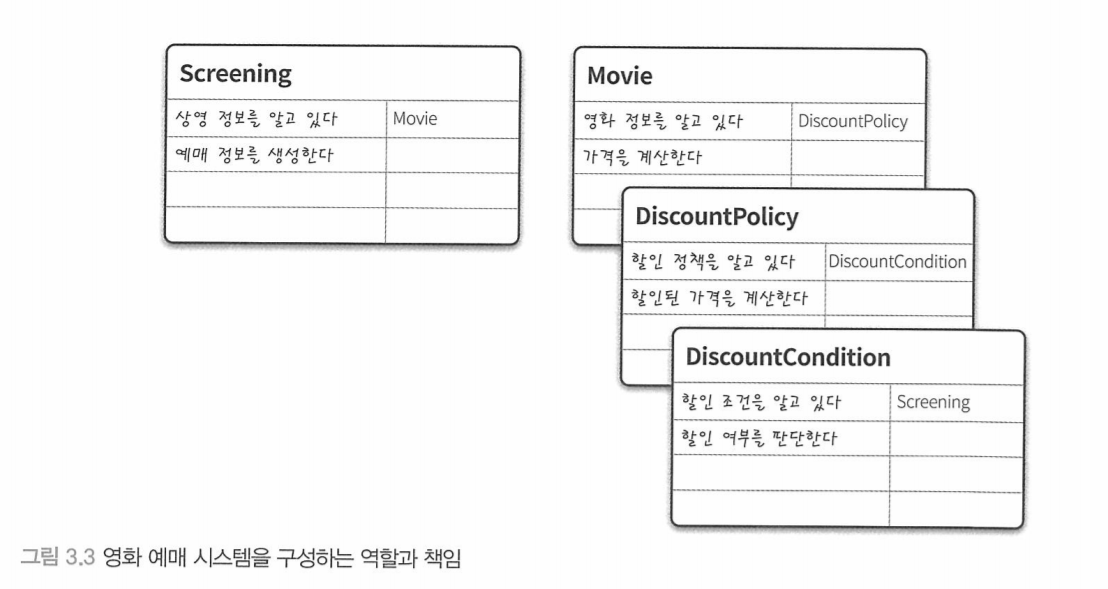 Screening
상영 정보를 알고 있다 Movie
예매 정보를 생성한다
Movie
영화 정보를 알고 있다 DiscountPolicy
가격을 계산한다
DiscountPolicy
할인 정책을 알고 있다 DiscountCondition
할인된 가격을 계산한다
DiscountCondition
할인 조건을 알고 있다 Screening
할인 여부를 판단한다
그림 3.3 영화 예매 시스템을 구성하는 역할과 책임